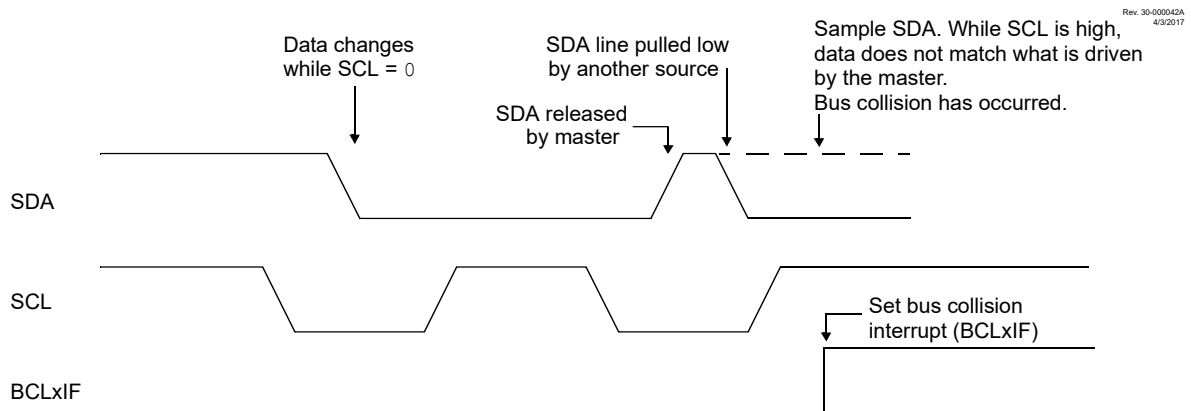 Rev. 30-000042A
4/3/2017
Data changes
while SCL = 0
SDA line pulled low
by another source
SDA released
by master
Sample SDA. While SCL is high,
data does not match what is driven
by the master.
Bus collision has occurred.
SDA
SCL
Set bus collision
interrupt (BCLxIF)
BCLxIF